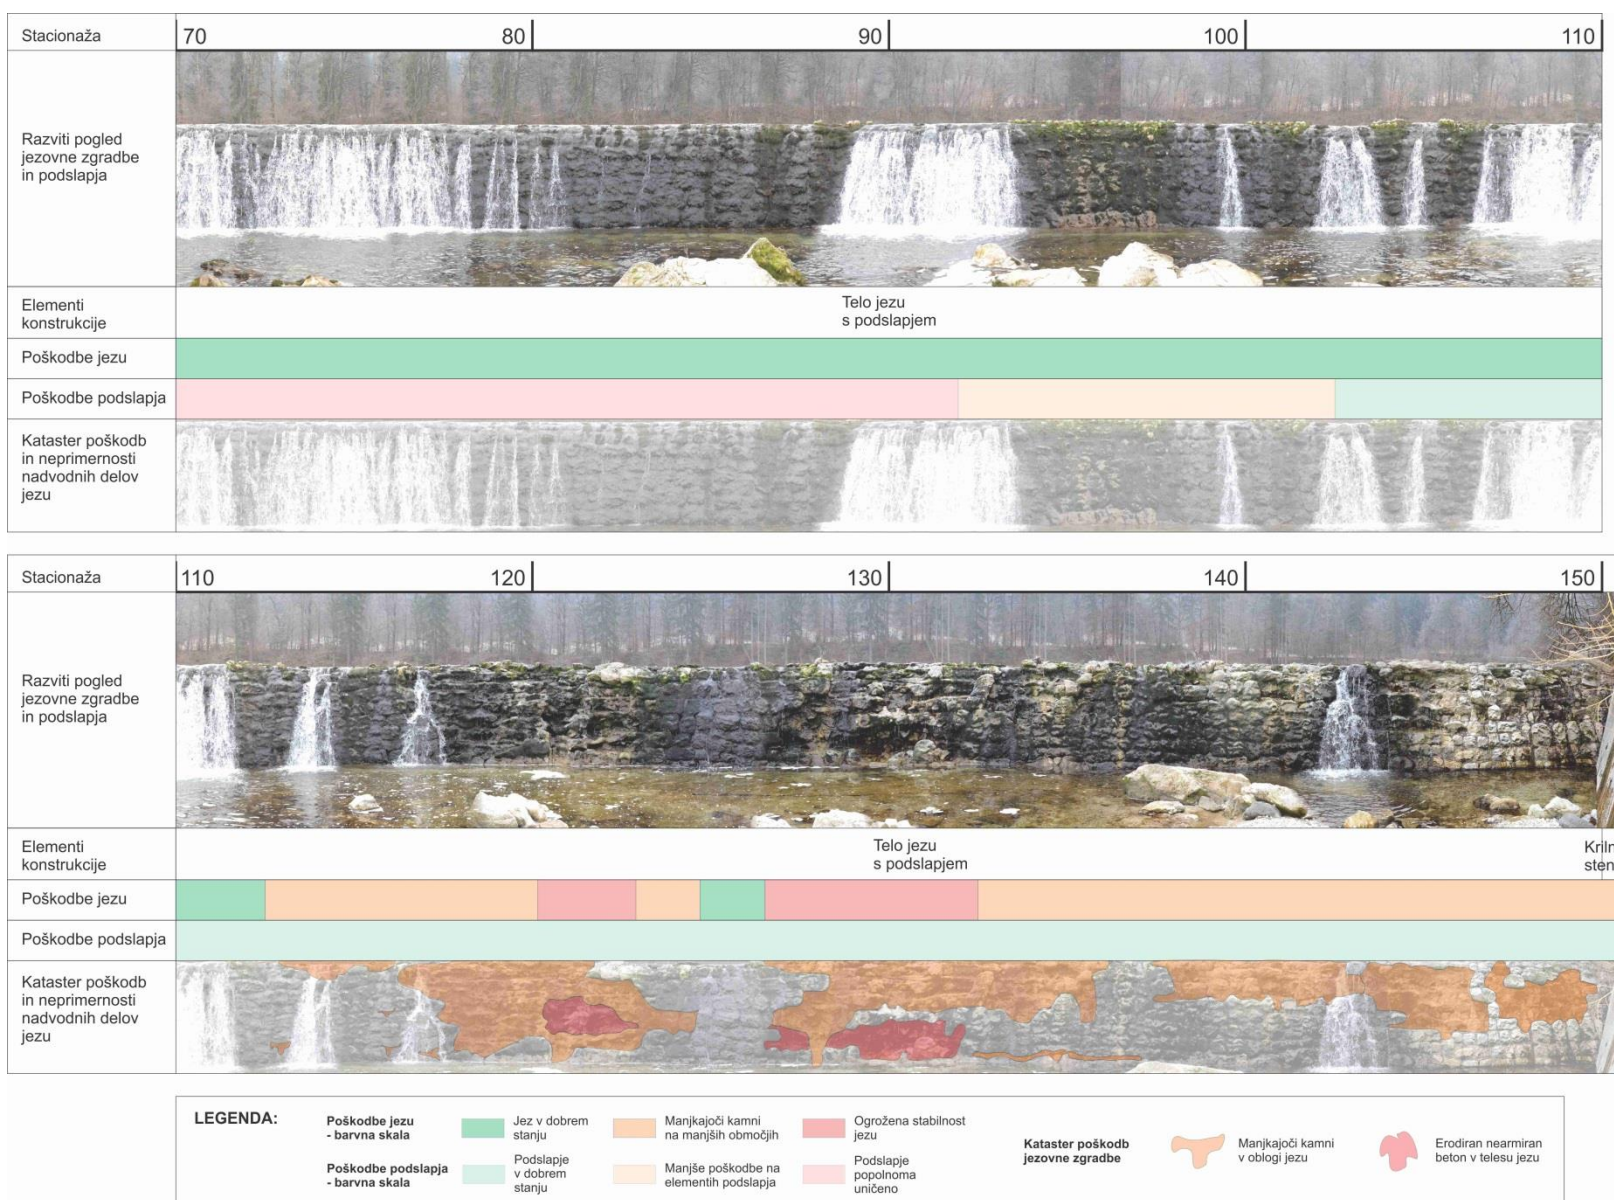 Stacionaža
70
80
90
100
110
Razviti pogled
jezovne zgradbe
in podslapja
Elementi
konstrukcije
Telo jezu
s podslapjem
Poškodbe jezu
Poškodbe podslapja
Kataster poškodb
in neprimernosti
nadvodnih delov
jezu
Stacionaža
110
120
130
140
150
Razviti pogled
jezovne zgradbe
in podslapja
Elementi
konstrukcije
Telo jezu
s podslapjem
Kriln
sten
Poškodbe jezu
Poškodbe podslapja
Kataster poškodb
in neprimernosti
nadvodnih delov
jezu
LEGENDA:
Poškodbe jezu
- barvna skala
Jez v dobrem
stanju
Manjkajoči kamni
na manjših območjih
Ogrožena stabilnost
jezu
Poškodbe podslapja
- barvna skala
Podslapje
v dobrem
stanju
Manjše poškodbe na
elementih podslapja
Podslapje
popolnoma
uničeno
Kataster poškodb
jezovne zgradbe
Manjkajoči kamni
v oblogi jezu
Erodiran nearmiran
beton v telesu jezu